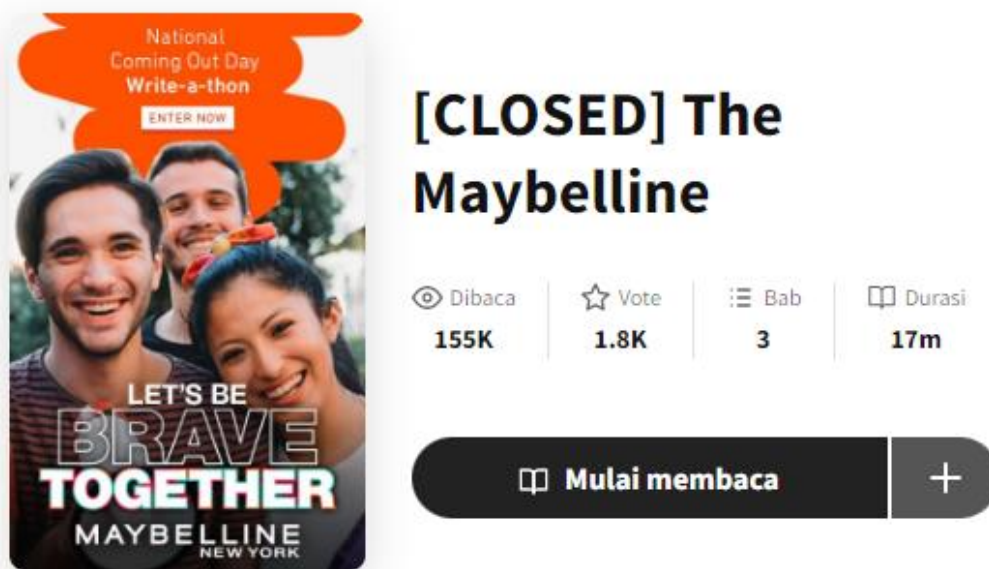 National
Coming Out Day
Write-a-thon
ENTER NOW
LET'S BE
BRAVE
TOGETHER
MAYBELLINE
NEW YORK
[CLOSED] The
Maybelline
Dibaca
155K
Vote
1.8K
Bab
3
Durasi
17m
Mulai membaca
+